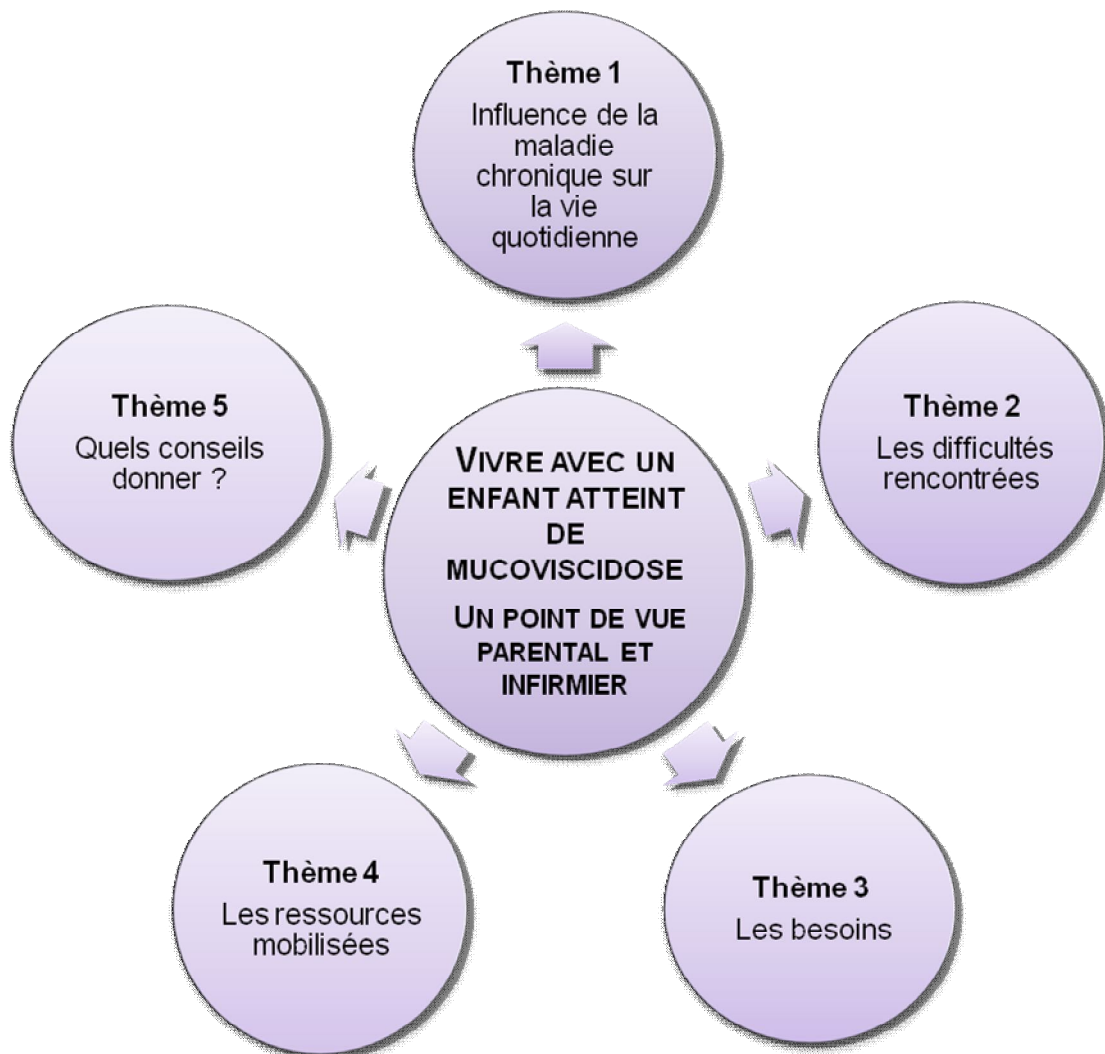 Thème 1
Influence de la
maladie
chronique sur
la vie
quotidienne
Thème 5
Quels conseils
donner ?
VIVRE AVEC UN
ENFANT ATTEINT
DE
MUCOVISCIDOSE
UN POINT DE VUE
PARENTAL ET
INFIRMIER
Thème 2
Les difficultés
rencontrées
Thème 4
Les ressources
mobilisées
Thème 3
Les besoins